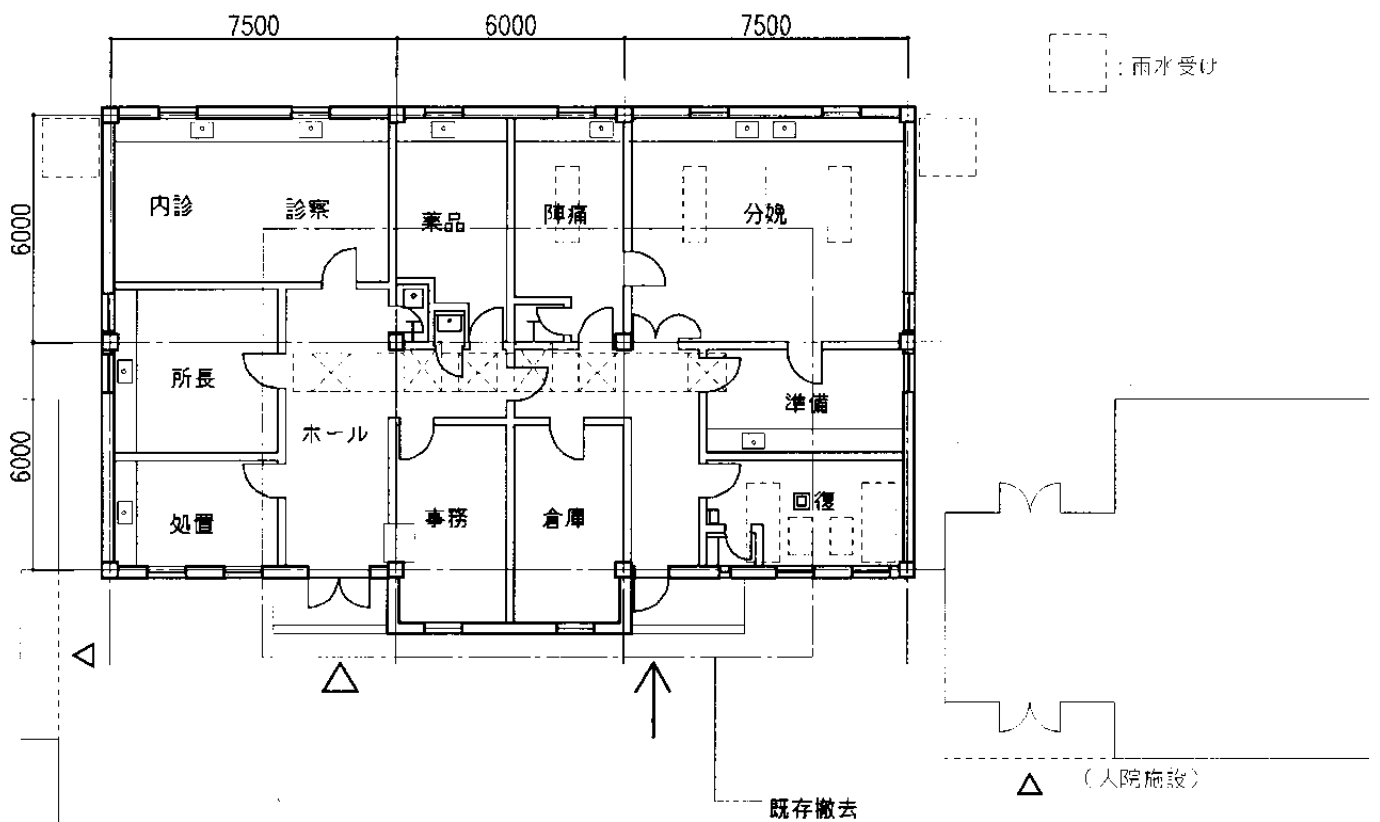 7500 6000 7500
：雨水受け
6000
内診 診察 薬品 陣痛 分娩
所長
ホール
準備
6000
処置
事務 倉庫 回復
（入院施設）
既存撤去